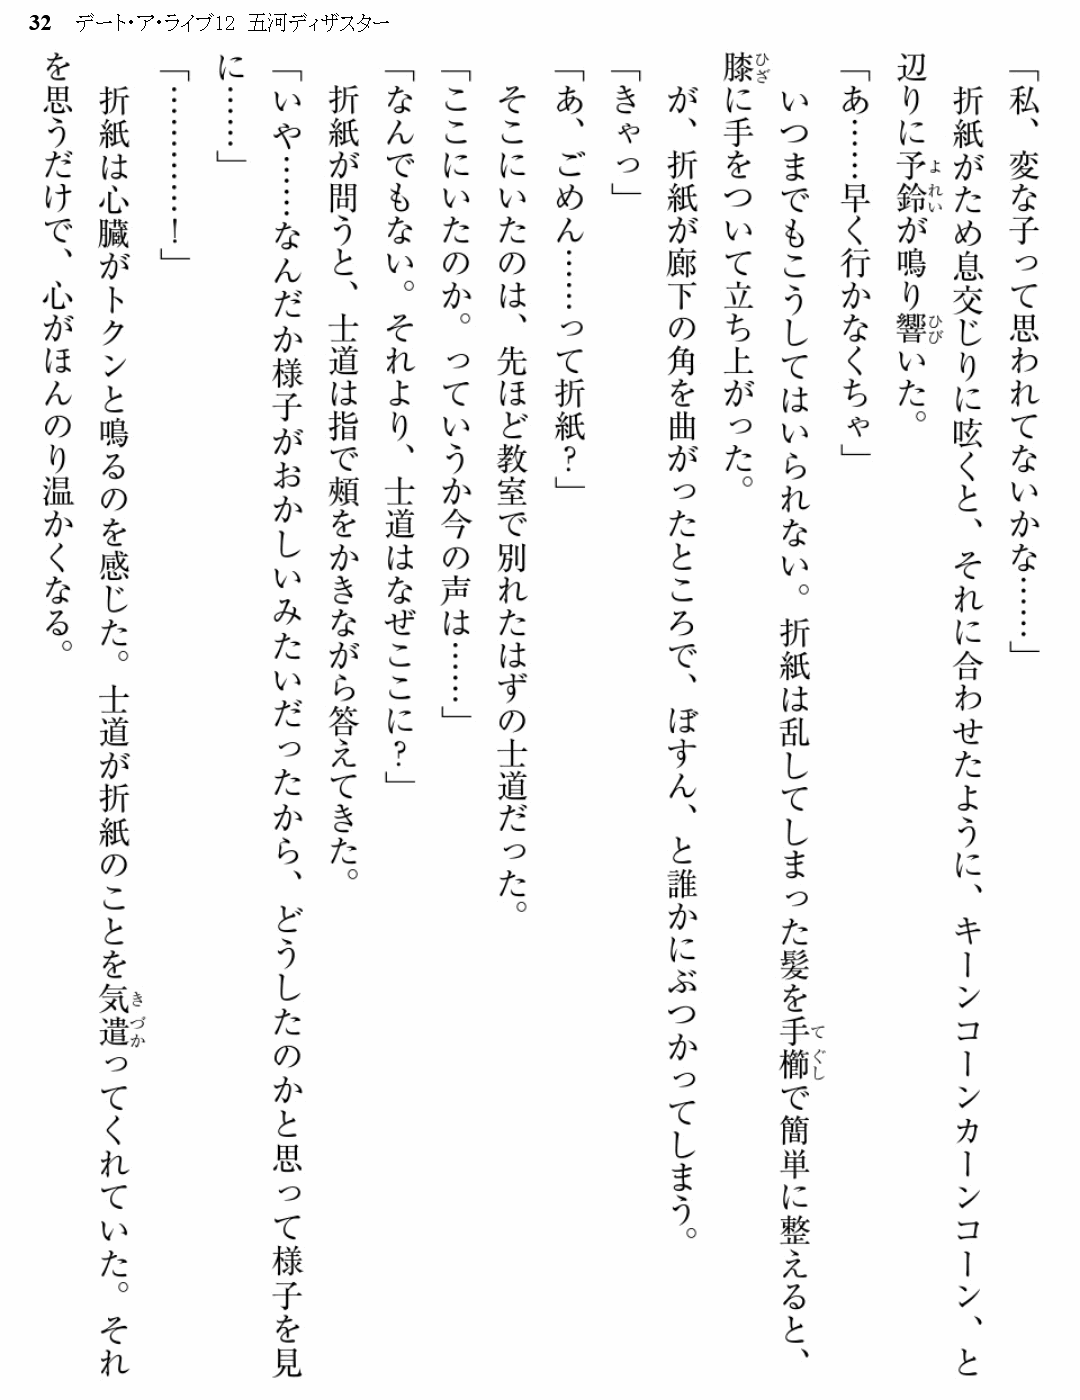 32 デート・ア・ライブ12 五河ディザスター
「私、変な子って思われてないかな……」
　折紙がため息交じりに呟くと、それに合わせたように、キーンコーンカーンコーン、と
辺りに予鈴が鳴り響いた。
「あ……早く行かなくちゃ」
　いつまでもこうしてはいられない。折紙は乱してしまった髪を手櫛で簡単に整えると、
膝に手をついて立ち上がった。
　が、折紙が廊下の角を曲がったところで、ぼすん、と誰かにぶつかってしまう。
「きゃっ」
「あ、ごめん……って折紙？」
　そこにいたのは、先ほど教室で別れたはずの士道だった。
「ここにいたのか。っていうか今の声は……」
「なんでもない。それより、士道はなぜここに？」
　折紙が問うと、士道は指で頰をかきながら答えてきた。
「いや……なんだか様子がおかしいみたいだったから、どうしたのかと思って様子を見
に……」
「…………！」
　折紙は心臓がトクンと鳴るのを感じた。士道が折紙のことを気遣ってくれていた。それ
を思うだけで、心がほんのり温かくなる。